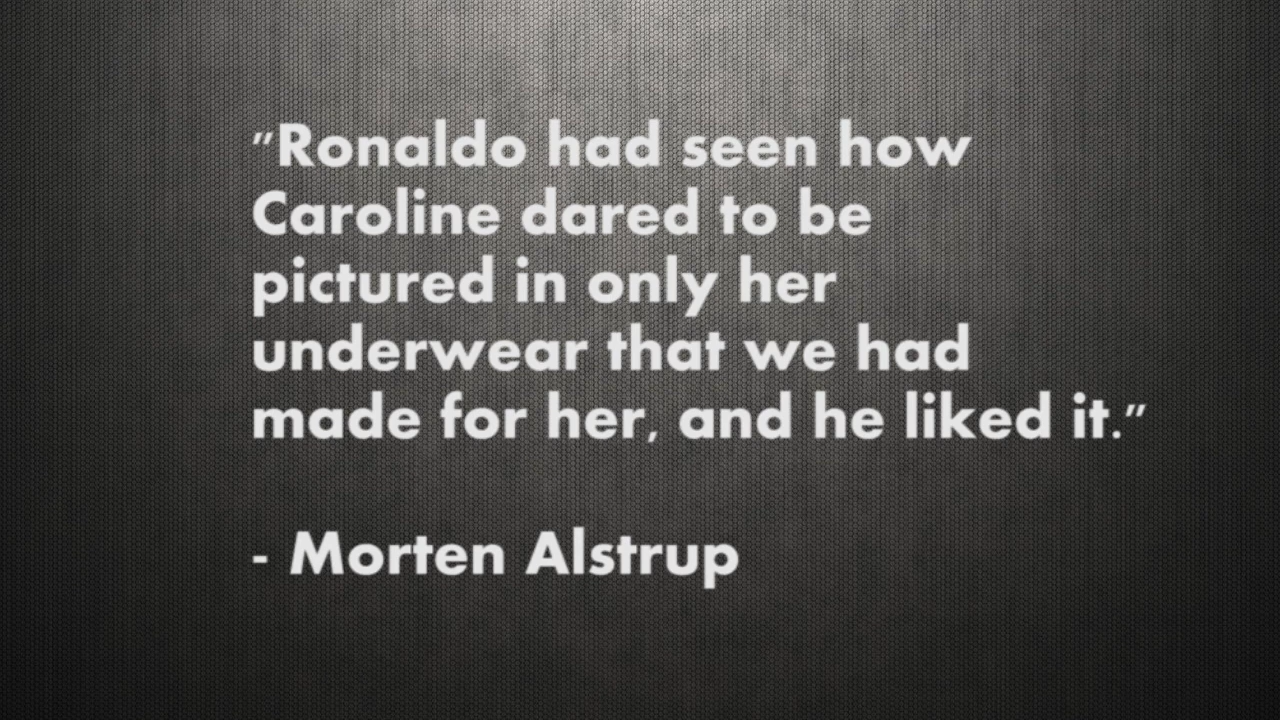 "Ronaldo had seen how
Caroline dared to be
pictured in only her
underwear that we had
made for her, and he liked it."
- Morten Alstrup